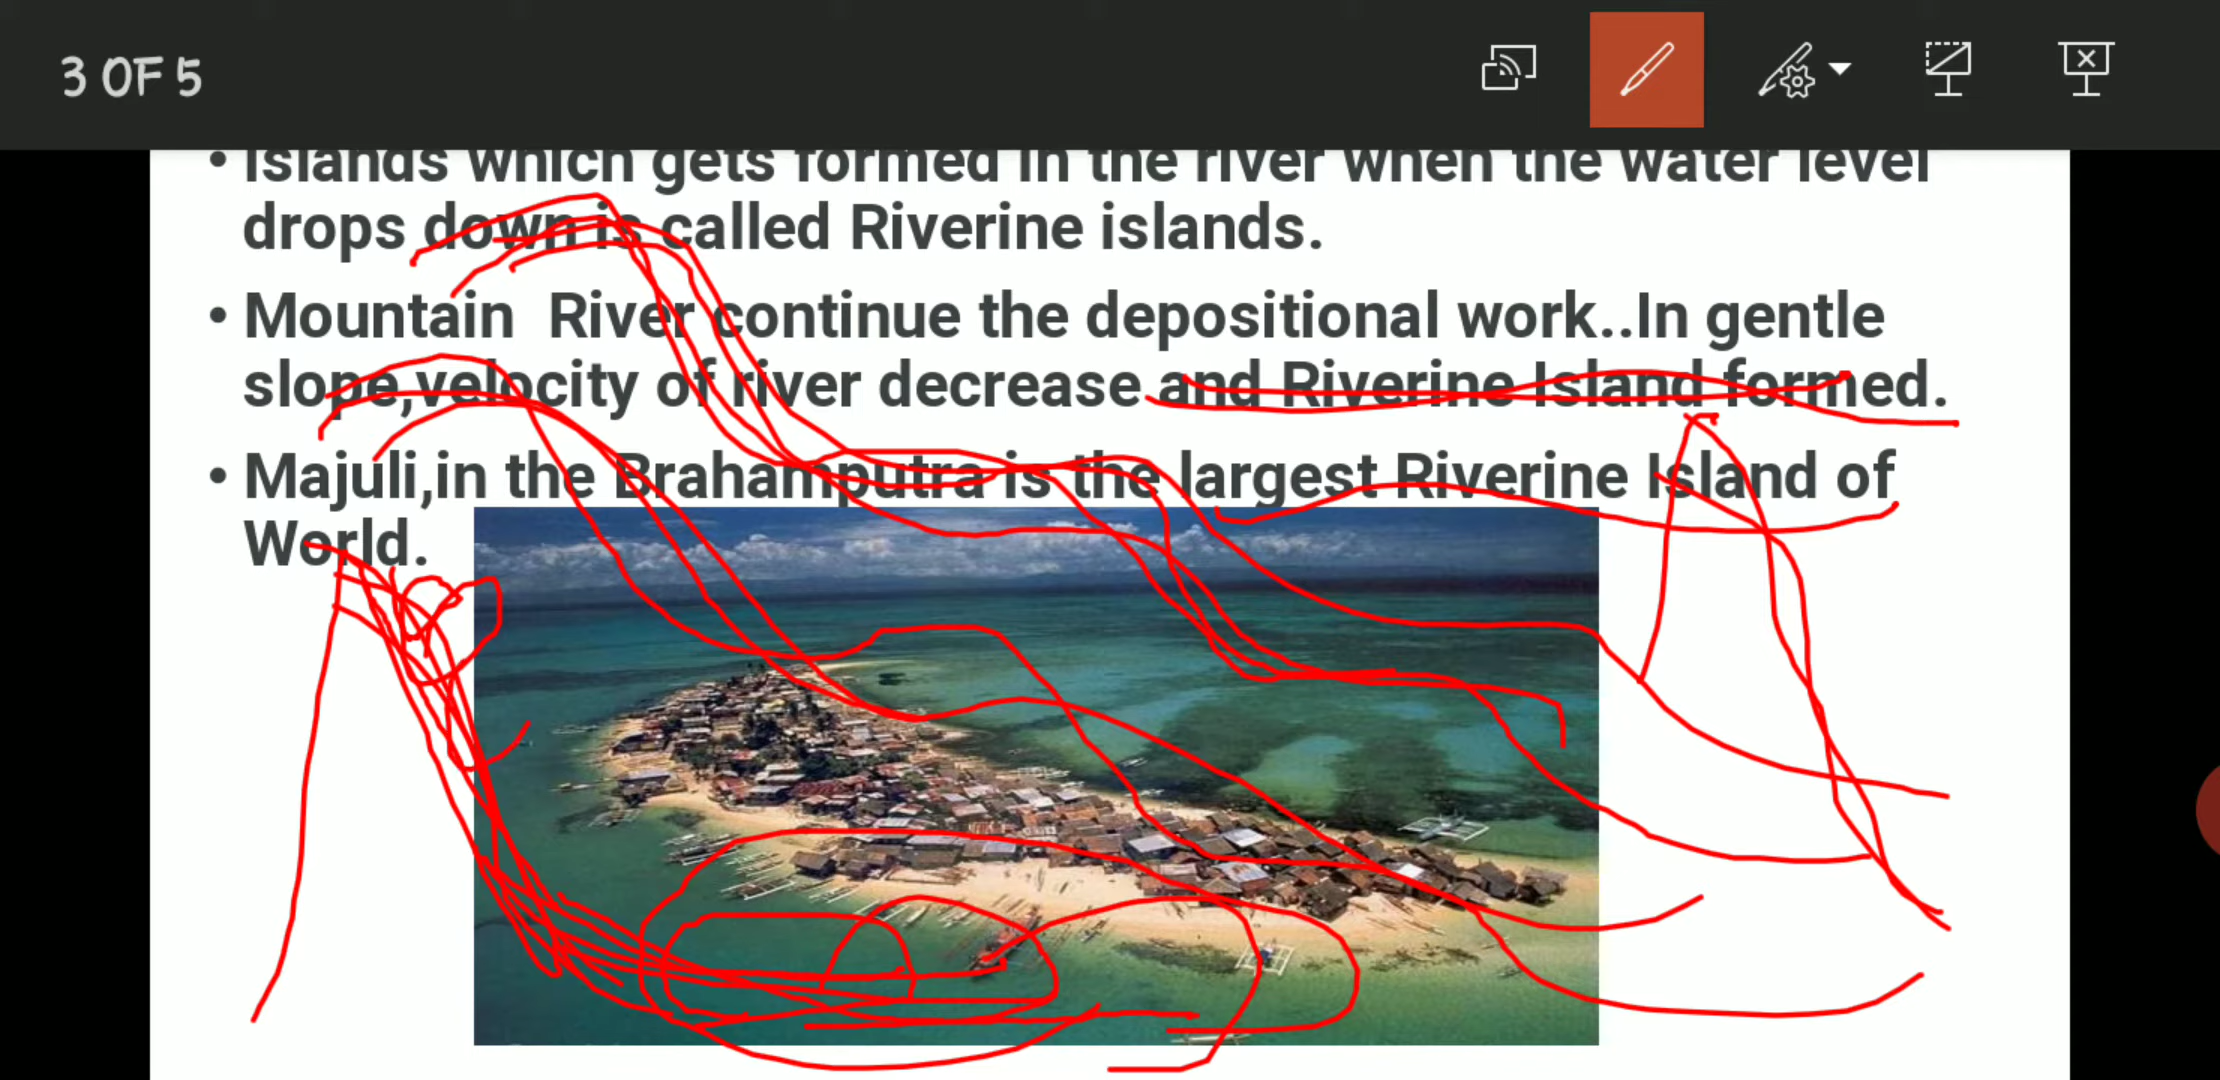 3 OF 5
• Islands which gets formed in the river when the water level
drops down is called Riverine islands.
• Mountain River continue the depositional work..In gentle
slope,velocity of river decrease and Riverine Island formed.
• Majuli,in the Brahamputra is the largest Riverine Island of
World.